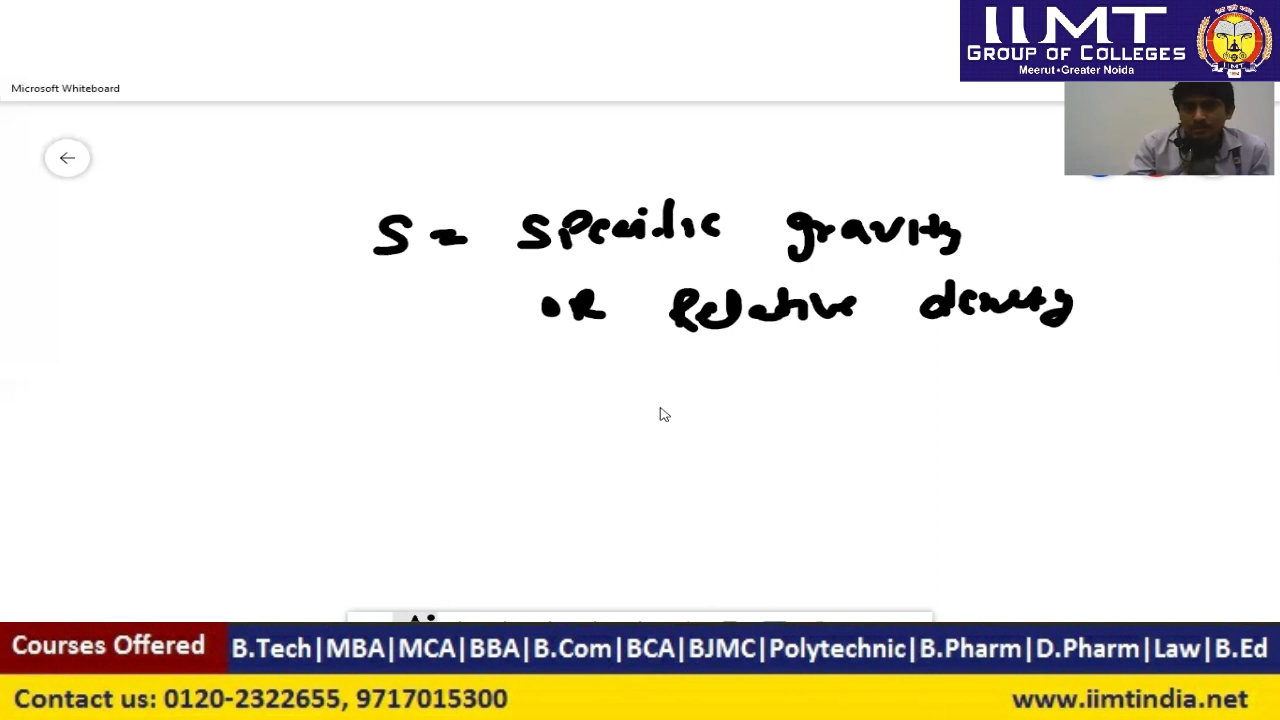 IIMT
GROUP OF COLLEGES
Meerut•Greater Noida
Microsoft Whiteboard
S = Specific gravity
OR Relative density
Courses Offered
B.Tech|MBA|MCA|BBA|B.Com|BCA|BJMC|Polytechnic|B.Pharm|D.Pharm|Law|B.Ed
Contact us: 0120-2322655, 9717015300
www.iimtindia.net